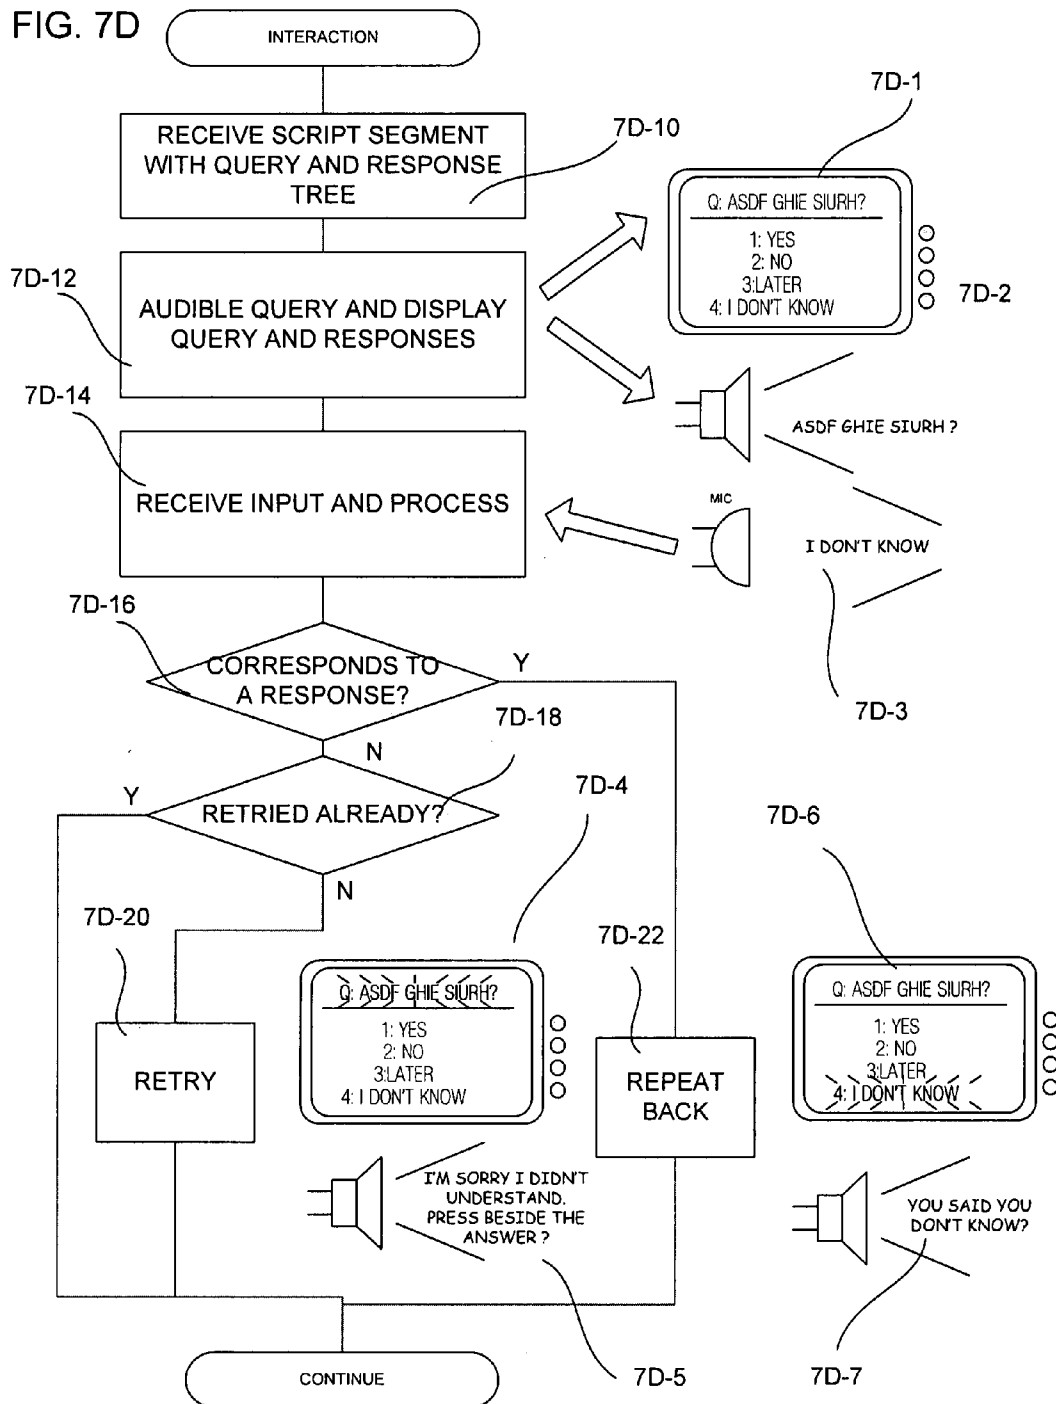 FIG. 7D
INTERACTION
7D-1
RECEIVE SCRIPT SEGMENT
WITH QUERY AND RESPONSE
TREE
7D-10
Q: ASDF GHIE SIURH?
1: YES
2: NO
3:LATER
4: I DON'T KNOW
7D-2
7D-12
AUDIBLE QUERY AND DISPLAY
QUERY AND RESPONSES
ASDF GHIE SIURH ?
7D-14
RECEIVE INPUT AND PROCESS
MIC
I DON'T KNOW
7D-3
7D-16
CORRESPONDS TO
A RESPONSE?
Y
N
7D-18
RETRIED ALREADY?
Y
N
7D-4
7D-6
7D-20
RETRY
7D-22
REPEAT
BACK
Q: ASDF GHIE SIURH?
1: YES
2: NO
3:LATER
4: I DON'T KNOW
Q: ASDF GHIE SIURH?
1: YES
2: NO
3:LATER
4: I DON'T KNOW
I'M SORRY I DIDN'T
UNDERSTAND.
PRESS BESIDE THE
ANSWER ?
YOU SAID YOU
DON'T KNOW?
7D-5
7D-7
CONTINUE